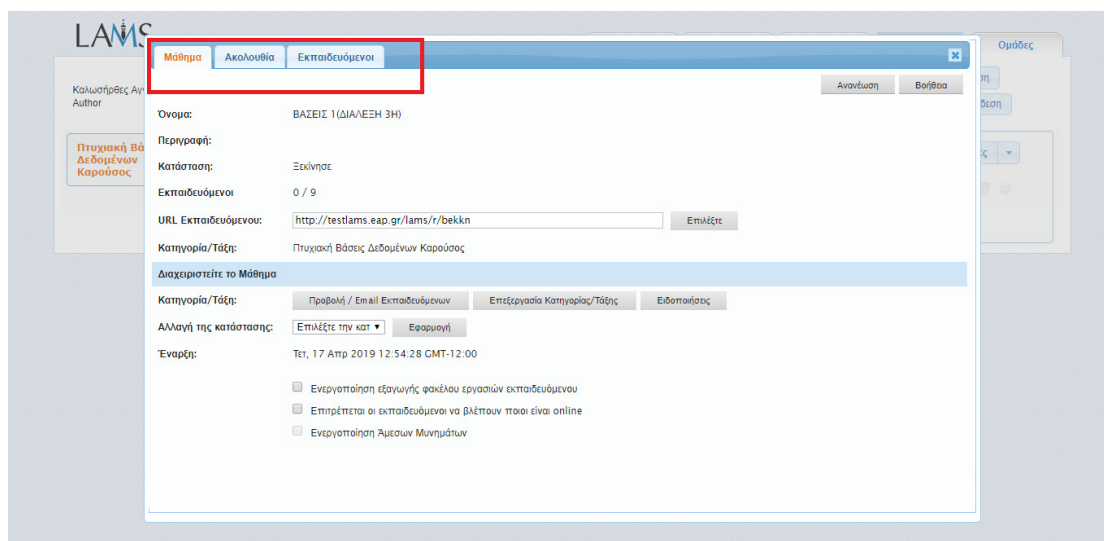 LAMS
Ομάδες
Μάθημα Ακολουθία Εκπαιδευόμενοι
Ανανέωση Βοήθεια
Καλωσήρθες
Author
Όνομα: ΒΑΣΕΙΣ 1(ΔΙΑΛΕΞΗ 3Η)
Περιγραφή:
Πτυχιακή Βά
Δεδομένων
Καρούσος
Κατάσταση: Ξεκίνησε
Εκπαιδευόμενοι 0 / 9
URL Εκπαιδευόμενου: http://testlams.eap.gr/lams/r/bekkn Επιλέξτε
Κατηγορία/Τάξη: Πτυχιακή Βάσεις Δεδομένων Καρούσος
Διαχειριστείτε το Μάθημα
Κατηγορία/Τάξη: Προβολή / Email Εκπαιδευόμενων Επεξεργασία Κατηγορίας/Τάξης Ειδοποιήσεις
Αλλαγή της κατάστασης: Επιλέξτε την κατ Εφαρμογή
Έναρξη: Τετ, 17 Απρ 2019 12:54:28 GMT-12:00
Ενεργοποίηση εξαγωγής φακέλου εργασιών εκπαιδευόμενου
Επιτρέπεται οι εκπαιδευόμενοι να βλέπουν ποιοι είναι online
Ενεργοποίηση Άμεσων Μυνημάτων